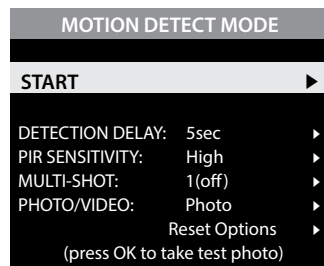 MOTION DETECT MODE
START
DETECTION DELAY: 5sec
PIR SENSITIVITY: High
MULTI-SHOT: 1(off)
PHOTO/VIDEO: Photo
Reset Options
(press OK to take test photo)